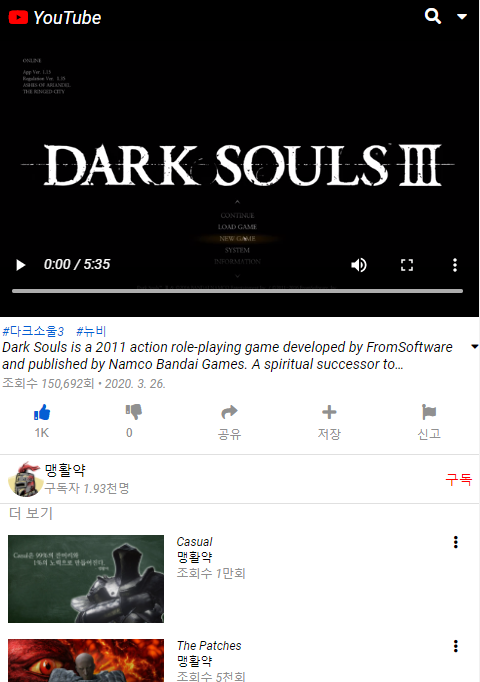 YouTube
ONLINE
App Ver. 1.15
Regulation Ver. 1.35
ASHES OF ARIANDEL
THE RINGED CITY
DARK SOULS III
CONTINUE
LOAD GAME
NEW GAME
SYSTEM
INFORMATION
0:00 / 5:35
#다크소울3 #뉴비
Dark Souls is a 2011 action role-playing game developed by FromSoftware
and published by Namco Bandai Games. A spiritual successor to…
조회수 150,692회 • 2020. 3. 26.
1K
0
공유
저장
신고
맹활약
구독자 1.93천명
구독
더 보기
Casual
맹활약
조회수 1만회
The Patches
맹활약
조회수 5천회